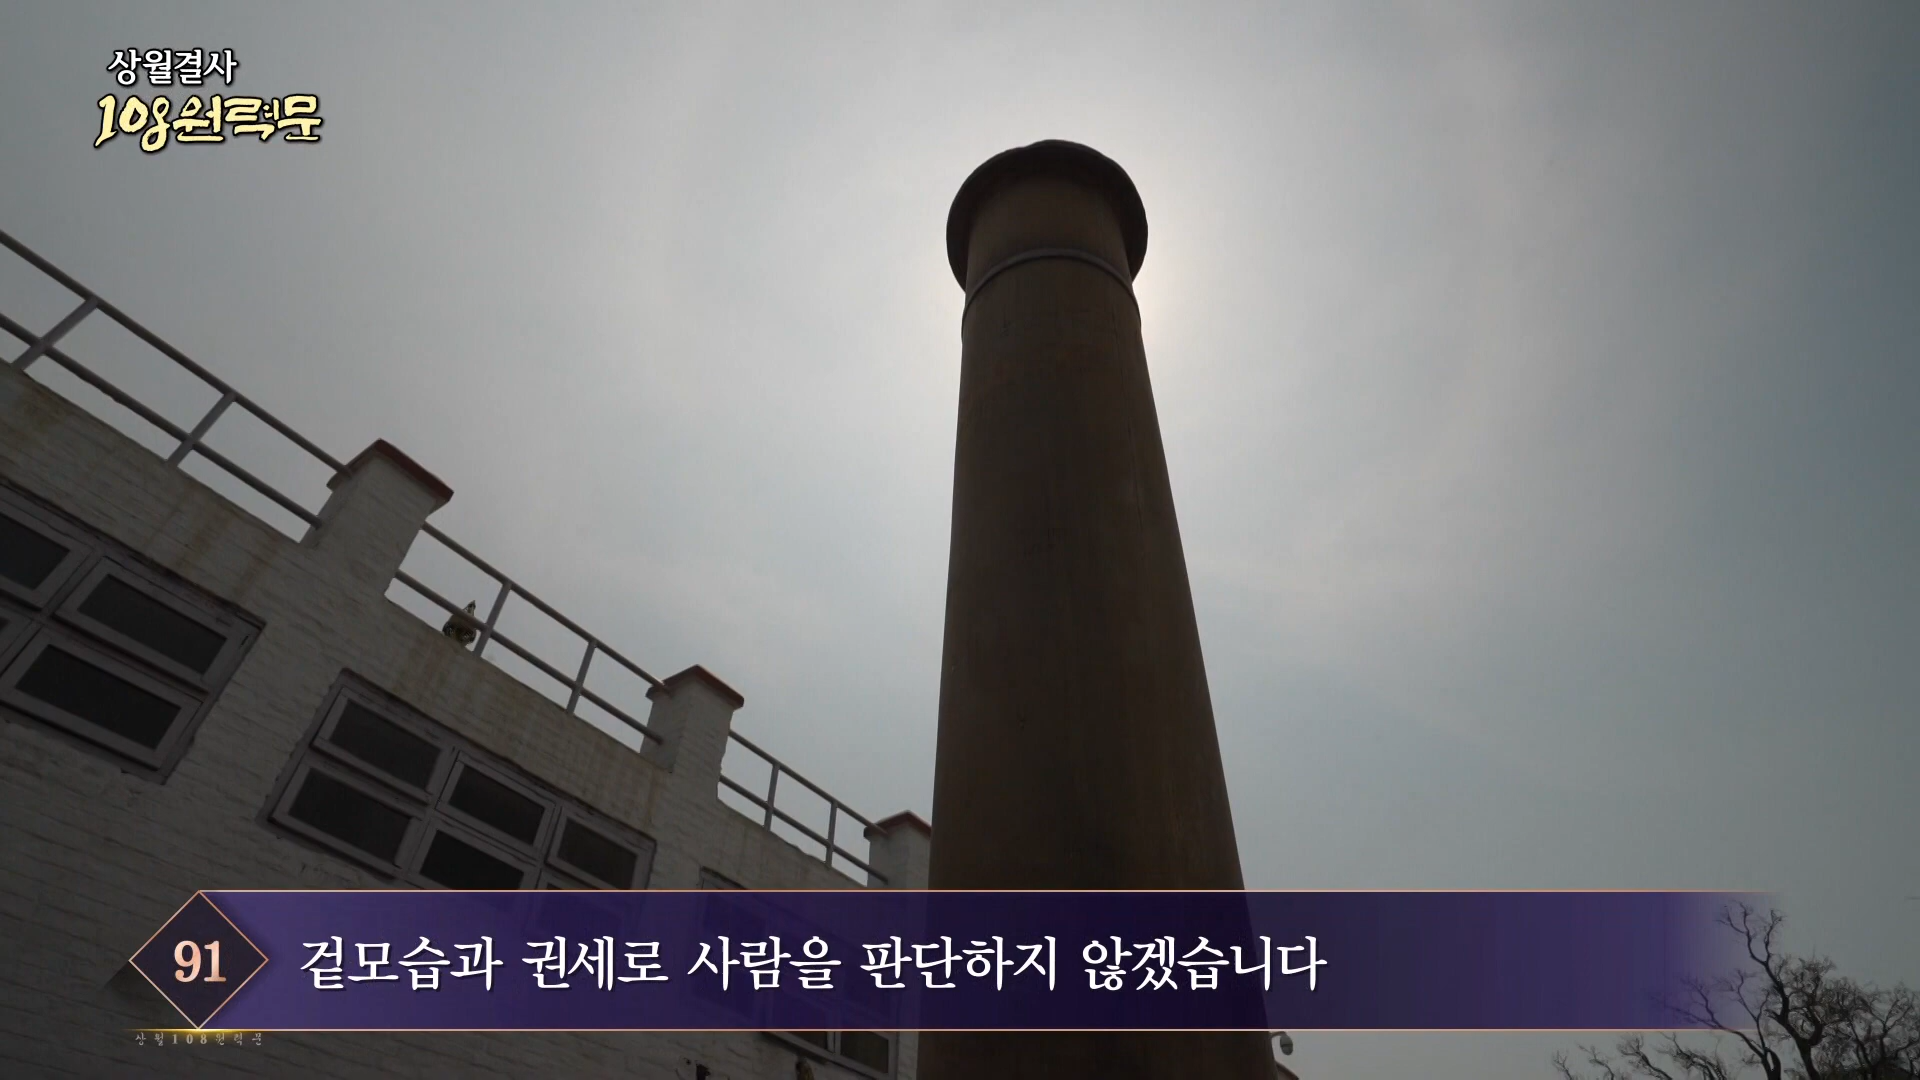 상월결사
108원력문
91
겉모습과 권세로 사람을 판단하지 않겠습니다
상월108원력문